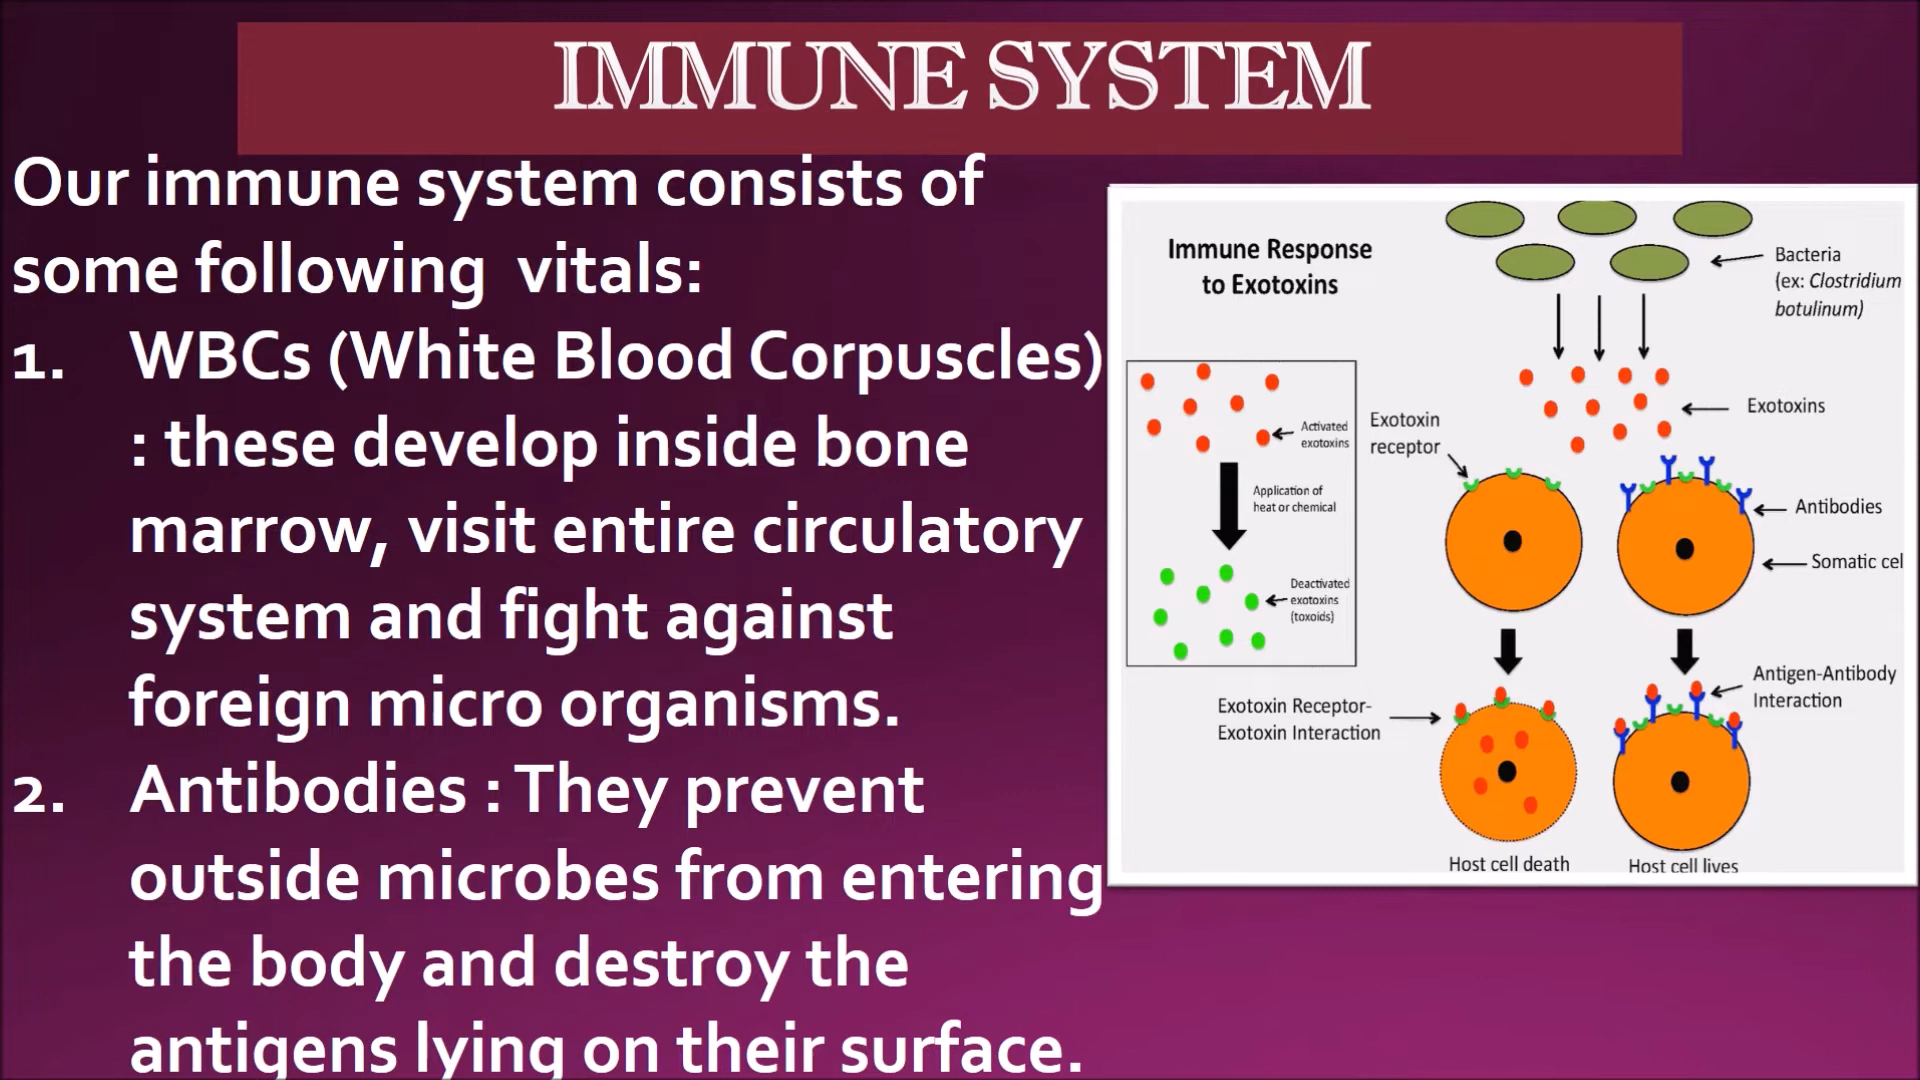 IMMUNE SYSTEM
Our immune system consists of
some following vitals:
1. WBCs (White Blood Corpuscles)
: these develop inside bone
marrow, visit entire circulatory
system and fight against
foreign micro organisms.
2. Antibodies : They prevent
outside microbes from entering
the body and destroy the
antigens lying on their surface.
Immune Response
to Exotoxins
Bacteria
(ex: Clostridium
botulinum)
Activated
exotoxins
Application of
heat or chemical
Deactivated
exotoxins
(toxoids)
Exotoxin
receptor
Exotoxins
Antibodies
Somatic cel
Exotoxin Receptor-
Exotoxin Interaction
Antigen-Antibody
Interaction
Host cell death
Host cell lives